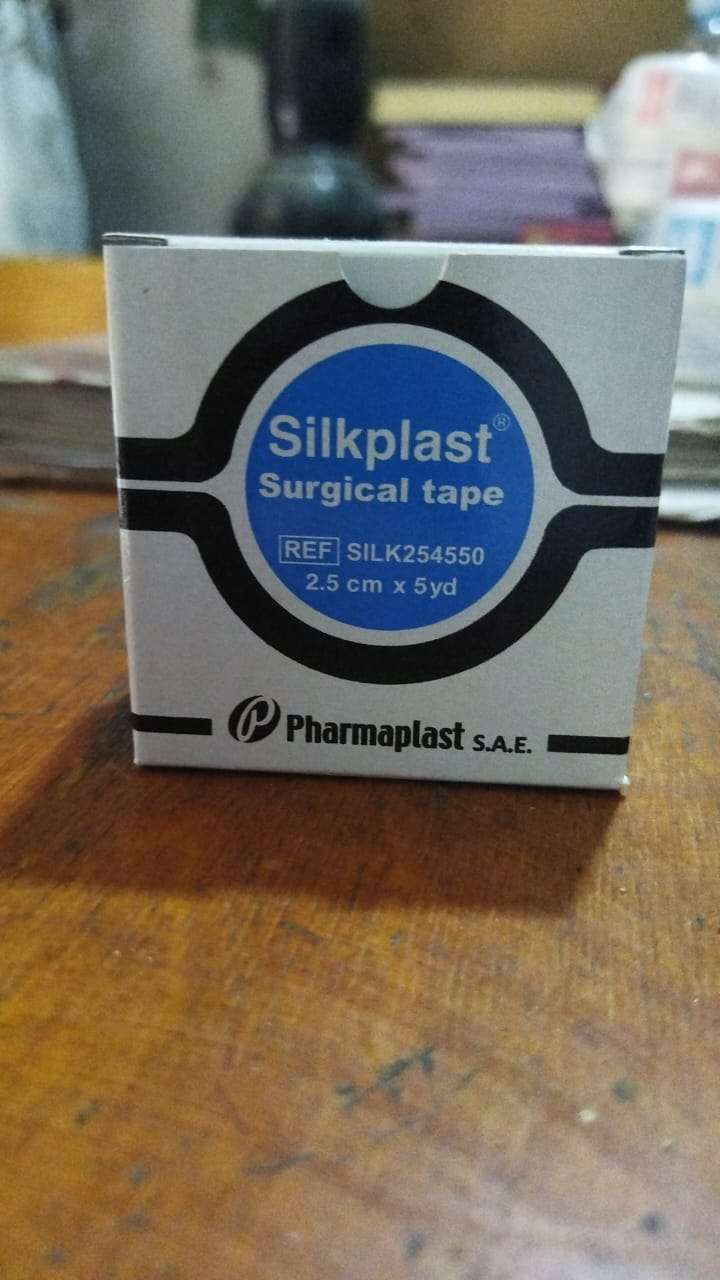 Silkplast®
Surgical tape
REF SILK254550
2.5 cm x 5yd
Pharmaplast S.A.E.